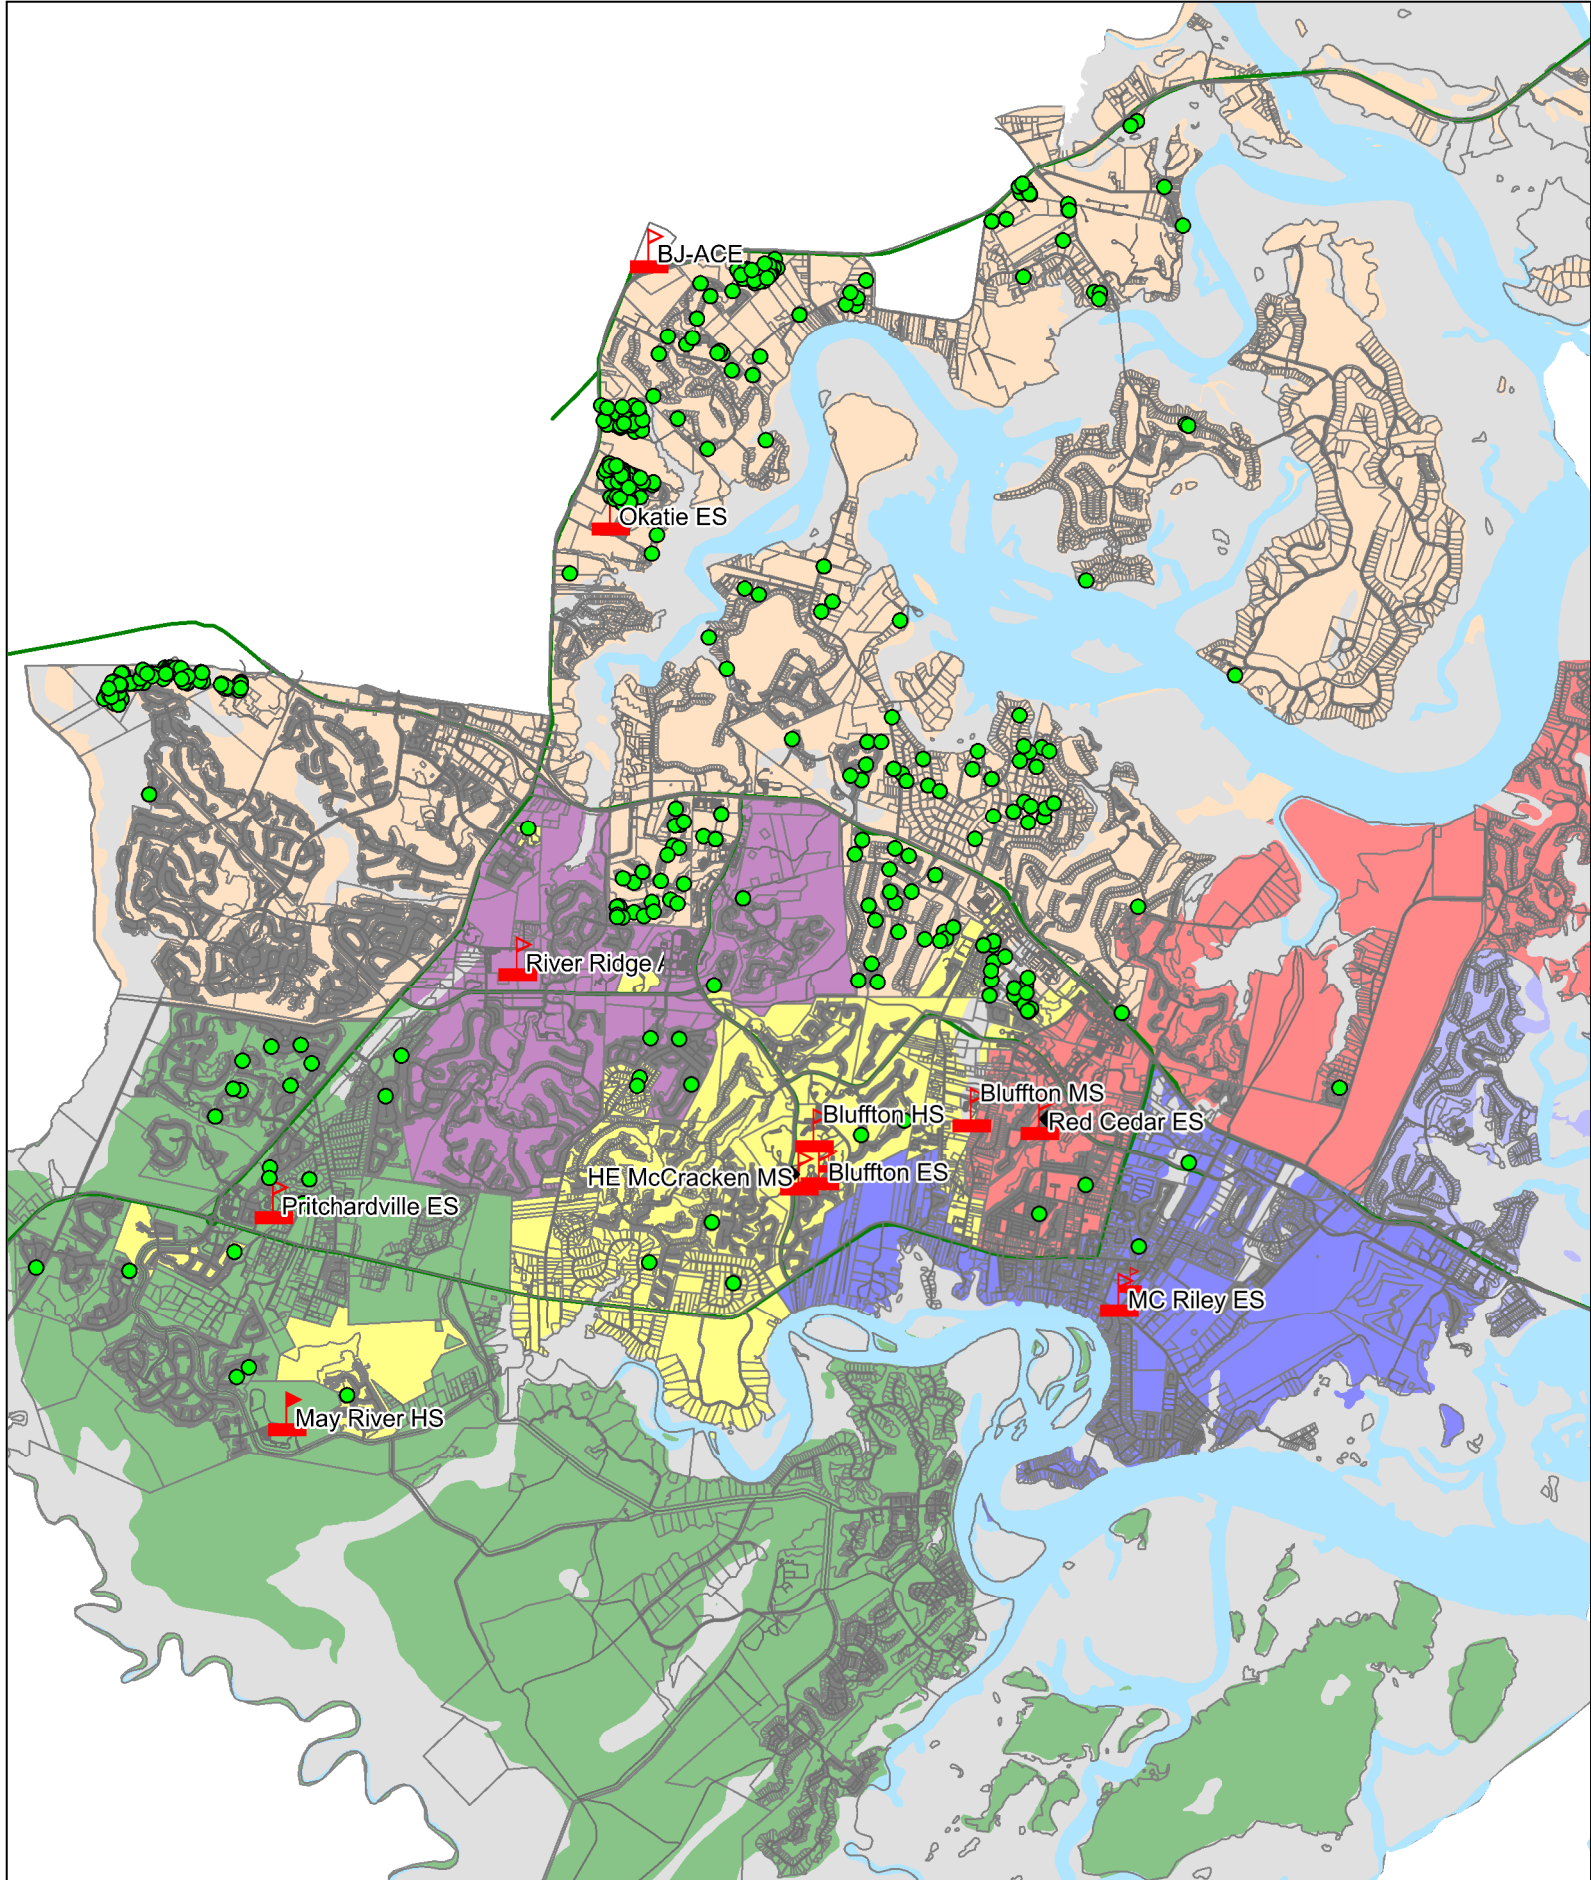 BJ-ACE
Okatie ES
River Ridge
Bluffton MS
Bluffton HS
Red Cedar ES
HE McCracken MS
Bluffton ES
Pritchardville ES
MC Riley ES
May River HS